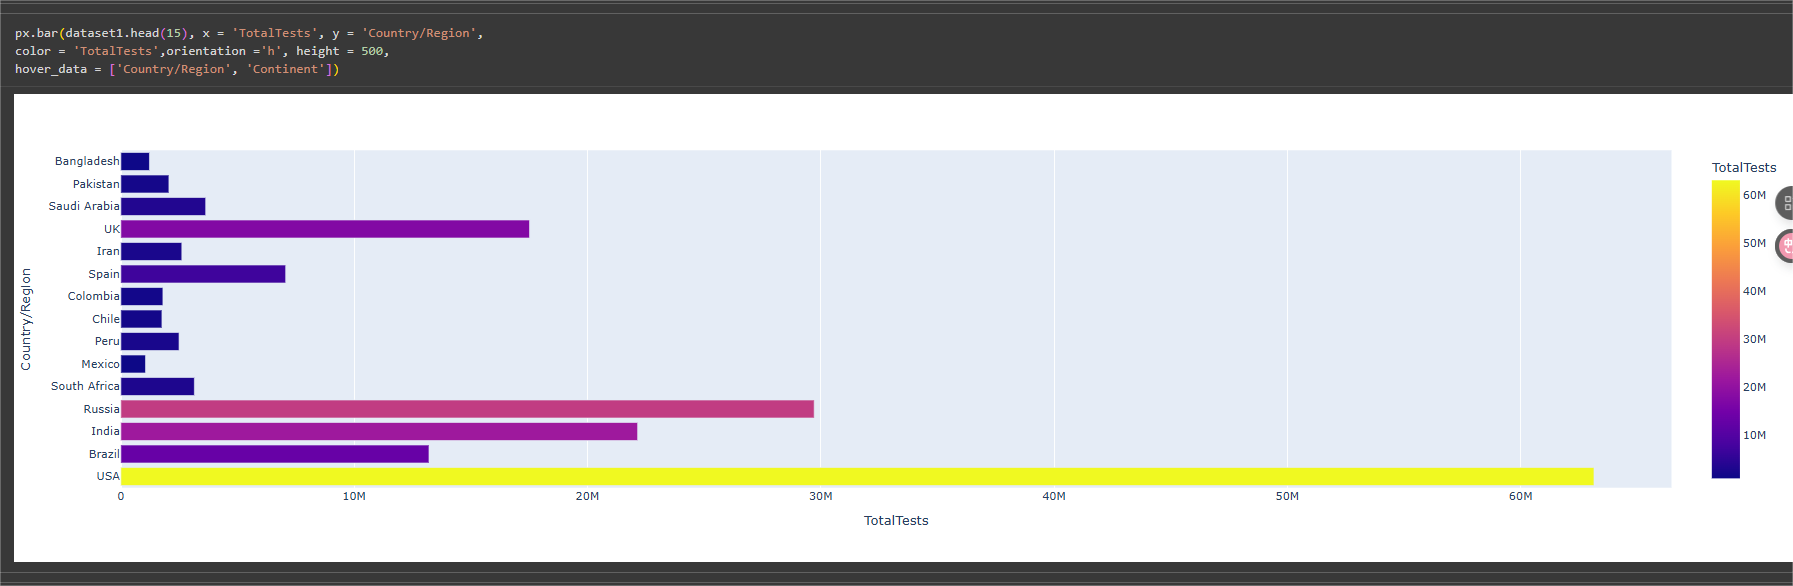 px.bar(dataset1.head(15), x = 'TotalTests', y = 'Country/Region',
color = 'TotalTests',orientation ='h', height = 500,
hover_data = ['Country/Region', 'Continent'])
Country/Region
Bangladesh
Pakistan
Saudi Arabia
UK
Iran
Spain
Colombia
Chile
Peru
Mexico
South Africa
Russia
India
Brazil
USA
0 10M 20M 30M 40M 50M 60M
TotalTests
TotalTests
60M
50M
40M
30M
20M
10M